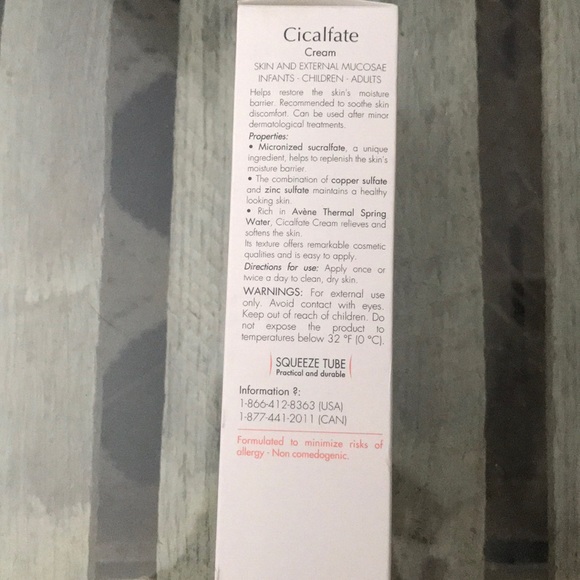 Cicalfate
Cream
SKIN AND EXTERNAL MUCOSAE
INFANTS - CHILDREN - ADULTS
Helps restore the skin's moisture
barrier. Recommended to soothe skin
discomfort. Can be used after minor
dermatological treatments.
Properties:
• Micronized sucralfate, a unique
ingredient, helps to replenish the skin's
moisture barrier.
• The combination of copper sulfate
and zinc sulfate maintains a healthy
looking skin.
• Rich in Avène Thermal Spring
Water, Cicalfate Cream relieves and
softens the skin.
Its texture offers remarkable cosmetic
qualities and is easy to apply.
Directions for use: Apply once or
twice a day to clean, dry skin.
WARNINGS: For external use
only. Avoid contact with eyes.
Keep out of reach of children. Do
not expose the product to
temperatures below 32 °F (0 °C).
SQUEEZE TUBE
Practical and durable
Information ?:
1-866-412-8363 (USA)
1-877-441-2011 (CAN)
Formulated to minimize risks of
allergy - Non comedogenic.